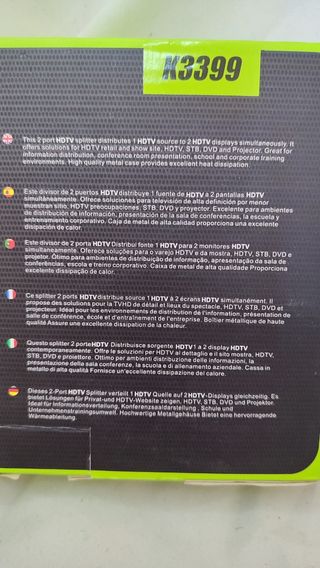 K3399
This 2 port HDTV splitter distributes 1 HDTV source to 2 HDTV displays simultaneously. It
offers solutions for HDTV retail and show site, HDTV, STB, DVD and Projector. Great for
information distribution, conference room presentation, school and corporate training
environments. High quality metal case provides excellent heat dissipation.
Este divisor de 2 puertos HDTV distribuye 1 fuente de HDTV a 2 pantallas HDTV
simultáneamente. Ofrece soluciones para televisión de alta definición por menor
muestran sitio, HDTV preocupaciones, STB, DVD y proyector. Excelente para ambientes
de distribución de información, presentación de la sala de conferencias, la escuela y
entrenamiento corporativo. Caja de metal de alta calidad proporciona una excelente
disipación de calor.
Este divisor de 2 porta HDTV Distribui fonte 1 HDTV para 2 monitores HDTV
simultaneamente. Oferece soluções para o varejo HDTV e da mostra, HDTV, STB, DVD e
projetor. Ótimo para ambientes de distribuição de informação, apresentação da sala de
conferências, escola e treino corporativo. Caixa de metal de alta qualidade Proporciona
excelente dissipação de calor.
Ce splitter 2 ports HDTV distribue source 1 HDTV à 2 écrans HDTV simultanément. Il
propose des solutions pour la TVHD de détail et lieux du spectacle, HDTV, STB, DVD et
projecteur. Idéal pour les environnements de distribution de l'information, présentation de
salle de conférence, école et d'entraînement de l'entreprise. Boîtier métallique de haute
qualité Assure une excellente dissipation de la chaleur.
Questo splitter 2 porte HDTV Distribuisce sorgente HDTV 1 a 2 display HDTV
contemporaneamente. Offre le soluzioni per HDTV al dettaglio e il sito mostra, HDTV,
STB, DVD e proiettore. Ottimo per ambienti distribuzione delle informazioni, la
presentazione della sala conferenze, la scuola e di allenamento aziendale. Cassa in
metallo di alta qualità Fornisce un'eccellente dissipazione del calore.
Dieses 2-Port HDTV Splitter verteilt 1 HDTV Quelle auf 2 HDTV-Displays gleichzeitig. Es
bietet Lösungen für Privat-und HDTV-Website zeigen, HDTV, STB, DVD und Projektor.
Ideal für Informationsverteilung, Konferenzsaaldarstellung , Schule und
Unternehmenstrainingsumwelt. Hochwertige Metallgehäuse Bietet eine hervorragende
Wärmeableitung.